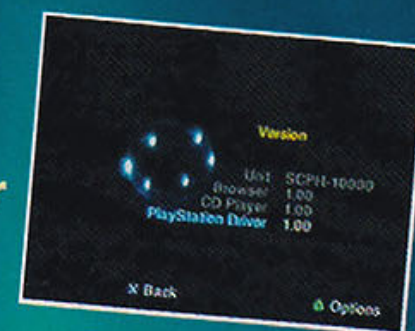 Version
Unit SCPH-10000
Browser 1.00
CD Player 1.00
PlayStation Driver 1.00
X Back
Options